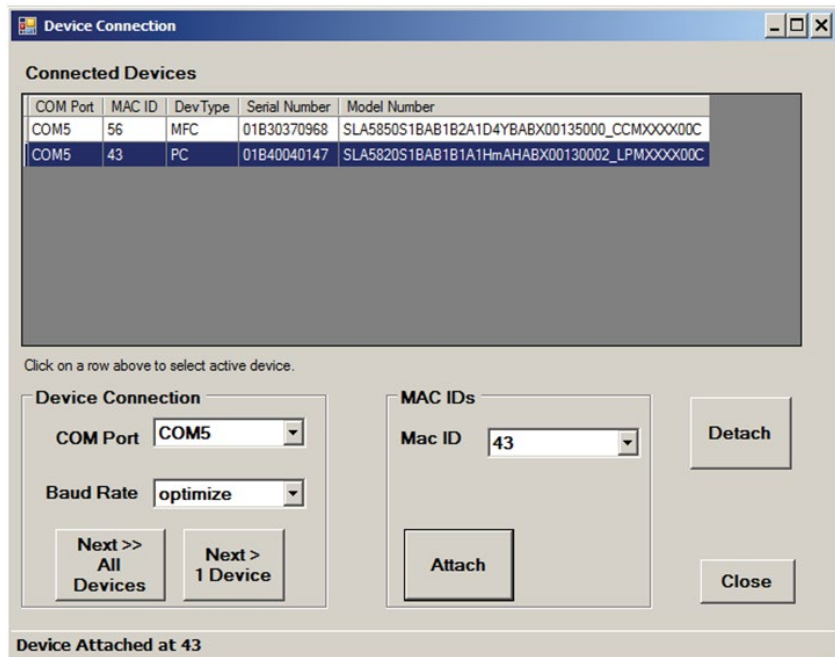 Device Connection
Connected Devices
COM Port MAC ID DevType Serial Number Model Number
COM5 56 MFC 01B30370968 SLA5850S1BAB1B2A1D4YBABX00135000_CCMXXXX00C
COM5 43 PC 01B40040147 SLA5820S1BAB1B1A1HmAHABX00130002_LPMXXXX00C
Click on a row above to select active device.
Device Connection
COM Port COM5
Baud Rate optimize
Next >>
All
Devices
Next >
1 Device
MAC IDs
Mac ID 43
Attach
Detach
Close
Device Attached at 43